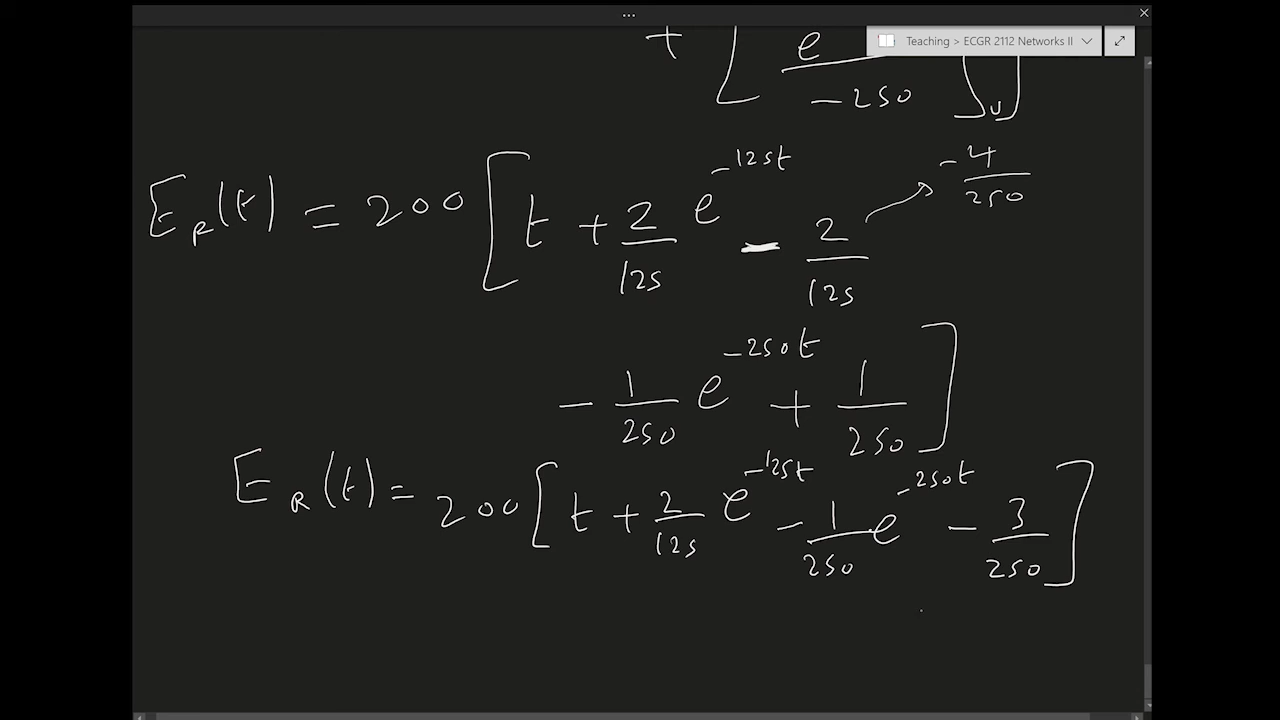 ...
Teaching > ECGR 2112 Networks II
+ [ e / -250 ]₀
E_R(t) = 200 [ t + 2/125 e^{-125t} - 2/125 → -4/250
- 1/250 e^{-250t} + 1/250 ]
E_R(t) = 200 [ t + 2/125 e^{-125t} - 1/250 e^{-250t} - 3/250 ]